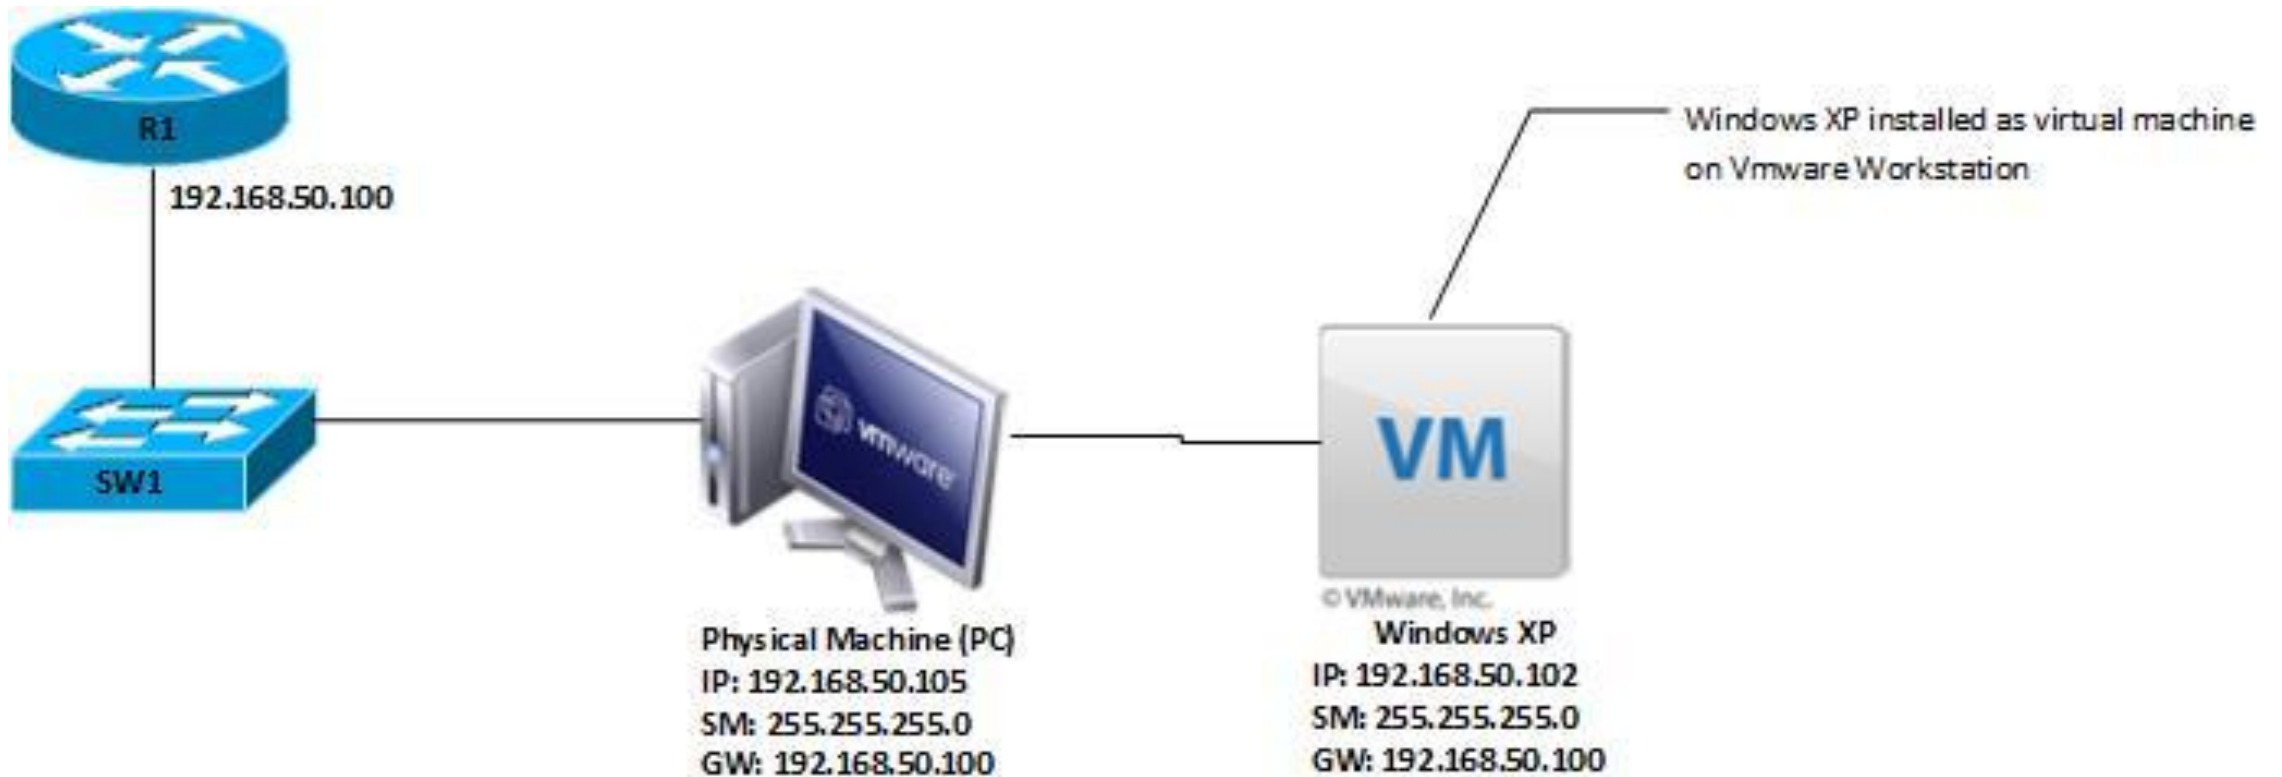 R1
192.168.50.100
Windows XP installed as virtual machine
on Vmware Workstation
SW1
vmware
VM
© VMware, Inc.
Physical Machine (PC)
IP: 192.168.50.105
SM: 255.255.255.0
GW: 192.168.50.100
Windows XP
IP: 192.168.50.102
SM: 255.255.255.0
GW: 192.168.50.100